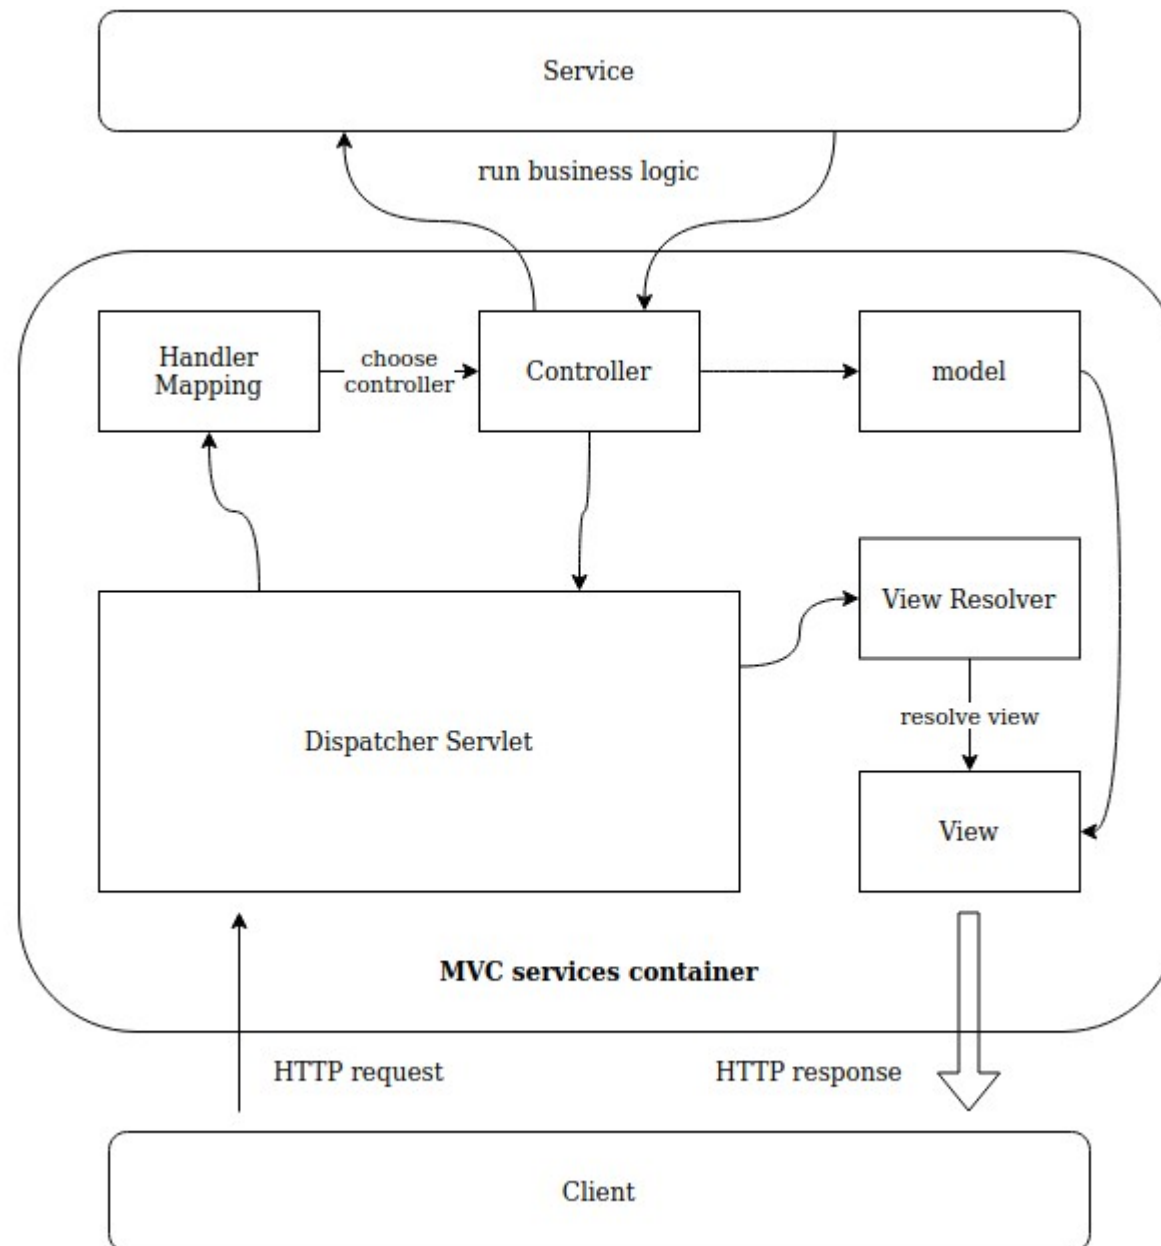 Service
run business logic
Handler
Mapping
choose
controller
Controller
model
View Resolver
resolve view
Dispatcher Servlet
View
MVC services container
HTTP request
HTTP response
Client